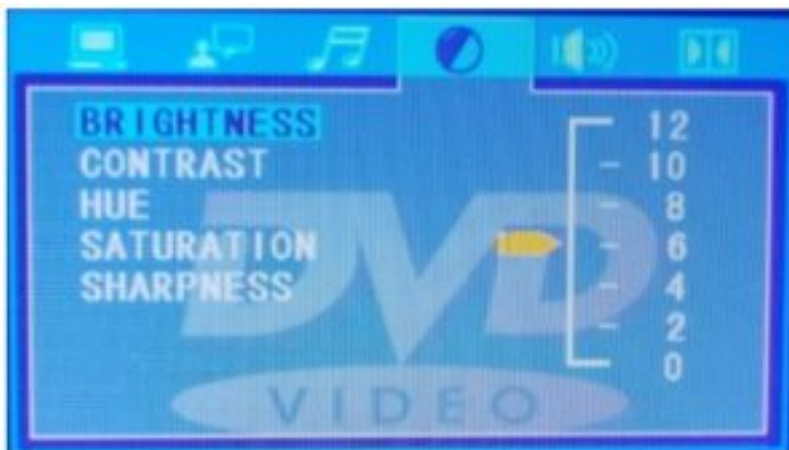 BRIGHTNESS
CONTRAST
HUE
SATURATION
SHARPNESS
12
10
8
6
4
2
0
DVD
VIDEO